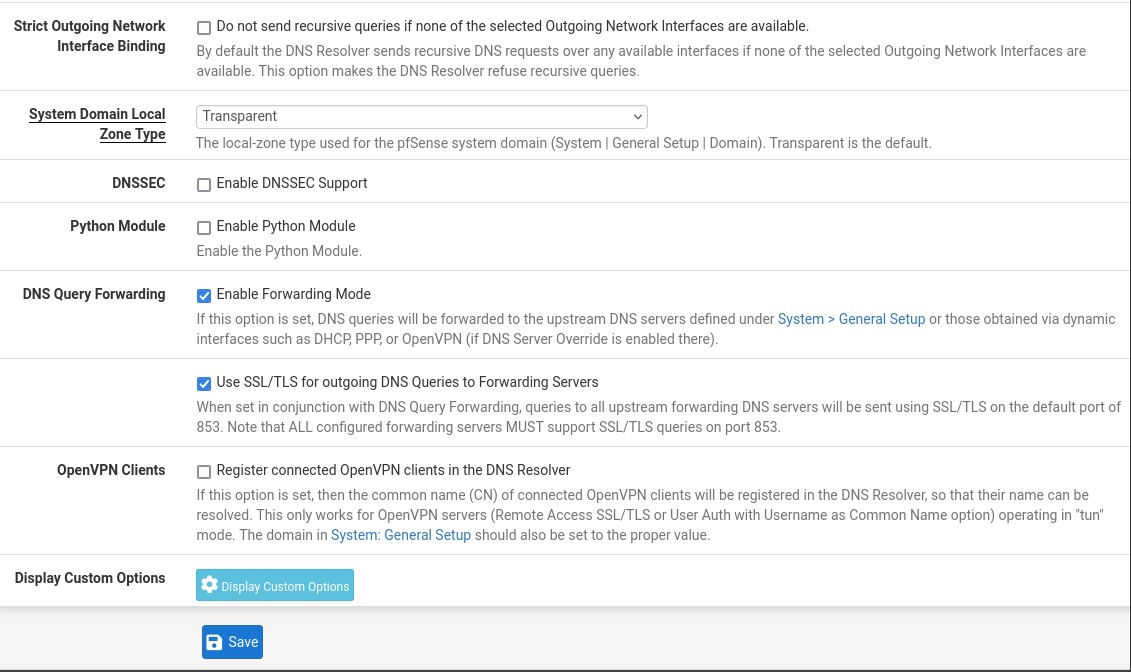 Strict Outgoing Network
Interface Binding
Do not send recursive queries if none of the selected Outgoing Network Interfaces are available.
By default the DNS Resolver sends recursive DNS requests over any available interfaces if none of the selected Outgoing Network Interfaces are
available. This option makes the DNS Resolver refuse recursive queries.
System Domain Local
Zone Type
Transparent
The local-zone type used for the pfSense system domain (System | General Setup | Domain). Transparent is the default.
DNSSEC
Enable DNSSEC Support
Python Module
Enable Python Module
Enable the Python Module.
DNS Query Forwarding
Enable Forwarding Mode
If this option is set, DNS queries will be forwarded to the upstream DNS servers defined under System > General Setup or those obtained via dynamic
interfaces such as DHCP, PPP, or OpenVPN (if DNS Server Override is enabled there).
Use SSL/TLS for outgoing DNS Queries to Forwarding Servers
When set in conjunction with DNS Query Forwarding, queries to all upstream forwarding DNS servers will be sent using SSL/TLS on the default port of
853. Note that ALL configured forwarding servers MUST support SSL/TLS queries on port 853.
OpenVPN Clients
Register connected OpenVPN clients in the DNS Resolver
If this option is set, then the common name (CN) of connected OpenVPN clients will be registered in the DNS Resolver, so that their name can be
resolved. This only works for OpenVPN servers (Remote Access SSL/TLS or User Auth with Username as Common Name option) operating in "tun"
mode. The domain in System: General Setup should also be set to the proper value.
Display Custom Options
Display Custom Options
Save